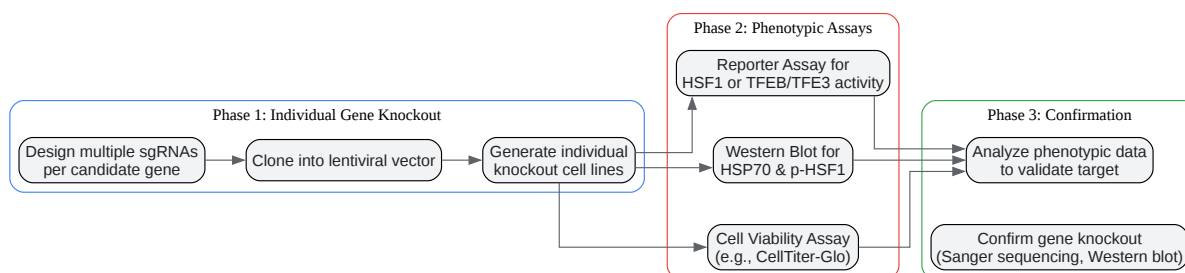 Phase 1: Individual Gene Knockout
Design multiple sgRNAs
per candidate gene
Clone into lentiviral vector
Generate individual
knockout cell lines
Phase 2: Phenotypic Assays
Reporter Assay for
HSF1 or TFEB/TFE3 activity
Western Blot for
HSP70 & p-HSF1
Cell Viability Assay
(e.g., CellTiter-Glo)
Phase 3: Confirmation
Analyze phenotypic data
to validate target
Confirm gene knockout
(Sanger sequencing, Western blot)